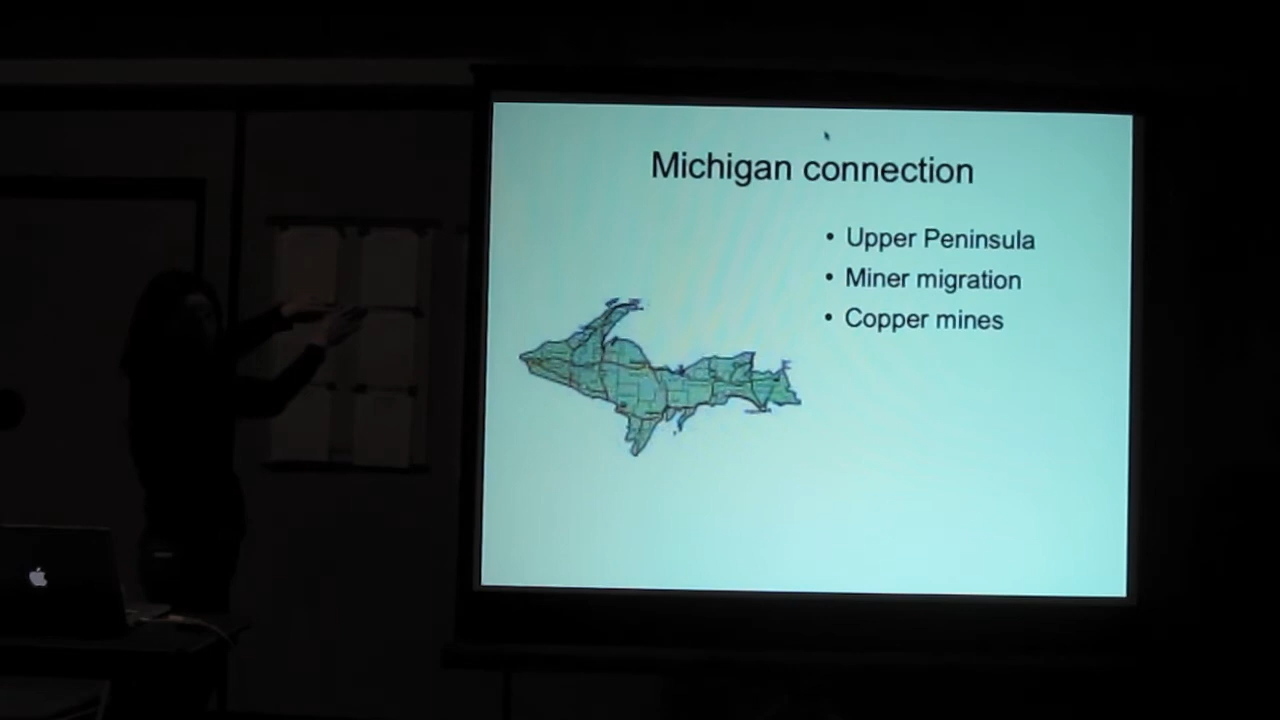 Michigan connection
• Upper Peninsula
• Miner migration
• Copper mines